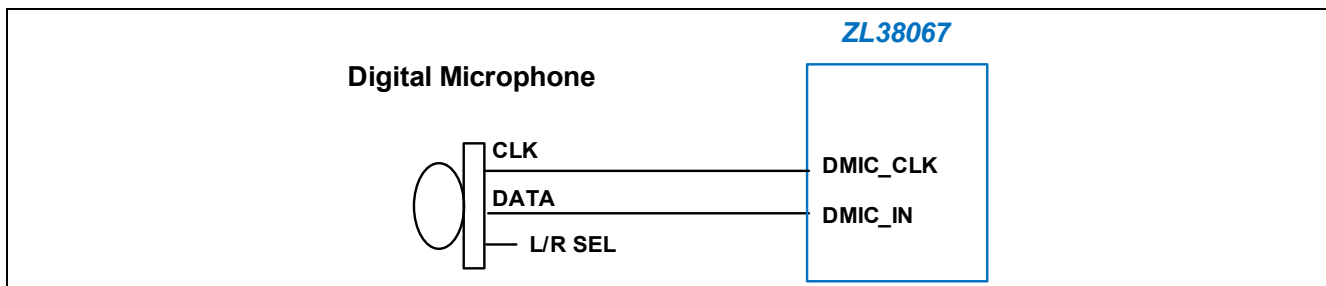 ZL38067
Digital Microphone
CLK
DMIC_CLK
DATA
DMIC_IN
L/R SEL